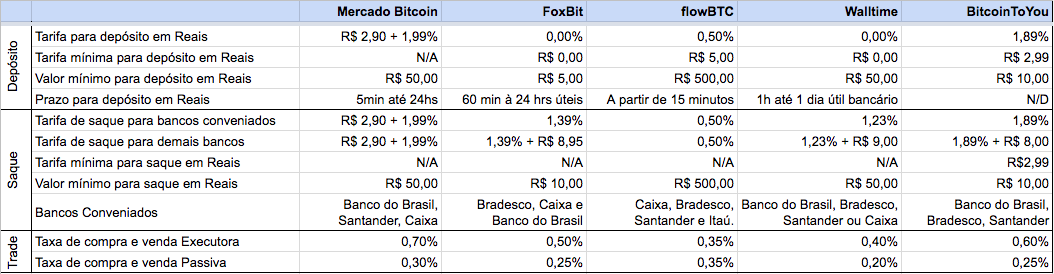 Mercado Bitcoin FoxBit flowBTC Walltime BitcoinToYou
Depósito
Tarifa para depósito em Reais R$ 2,90 + 1,99% 0,00% 0,50% 0,00% 1,89%
Tarifa mínima para depósito em Reais N/A R$ 0,00 R$ 5,00 R$ 0,00 R$ 2,99
Valor mínimo para depósito em Reais R$ 50,00 R$ 5,00 R$ 500,00 R$ 50,00 R$ 10,00
Prazo para depósito em Reais 5min até 24hs 60 min à 24 hrs úteis A partir de 15 minutos 1h até 1 dia útil bancário N/D
Saque
Tarifa de saque para bancos conveniados R$ 2,90 + 1,99% 1,39% 0,50% 1,23% 1,89%
Tarifa de saque para demais bancos R$ 2,90 + 1,99% 1,39% + R$ 8,95 0,50% 1,23% + R$ 9,00 1,89% + R$ 8,00
Tarifa mínima para saque em Reais N/A N/A N/A N/A R$2,99
Valor mínimo para saque em Reais R$ 50,00 R$ 10,00 R$ 500,00 R$ 50,00 R$ 10,00
Bancos Conveniados
Banco do Brasil, Bradesco, Caixa e Caixa, Bradesco, Banco do Brasil, Bradesco, Banco do Brasil,
Santander, Caixa Banco do Brasil Santander e Itaú. Santander ou Caixa Bradesco, Santander
Trade
Taxa de compra e venda Executora 0,70% 0,50% 0,35% 0,40% 0,60%
Taxa de compra e venda Passiva 0,30% 0,25% 0,35% 0,20% 0,25%